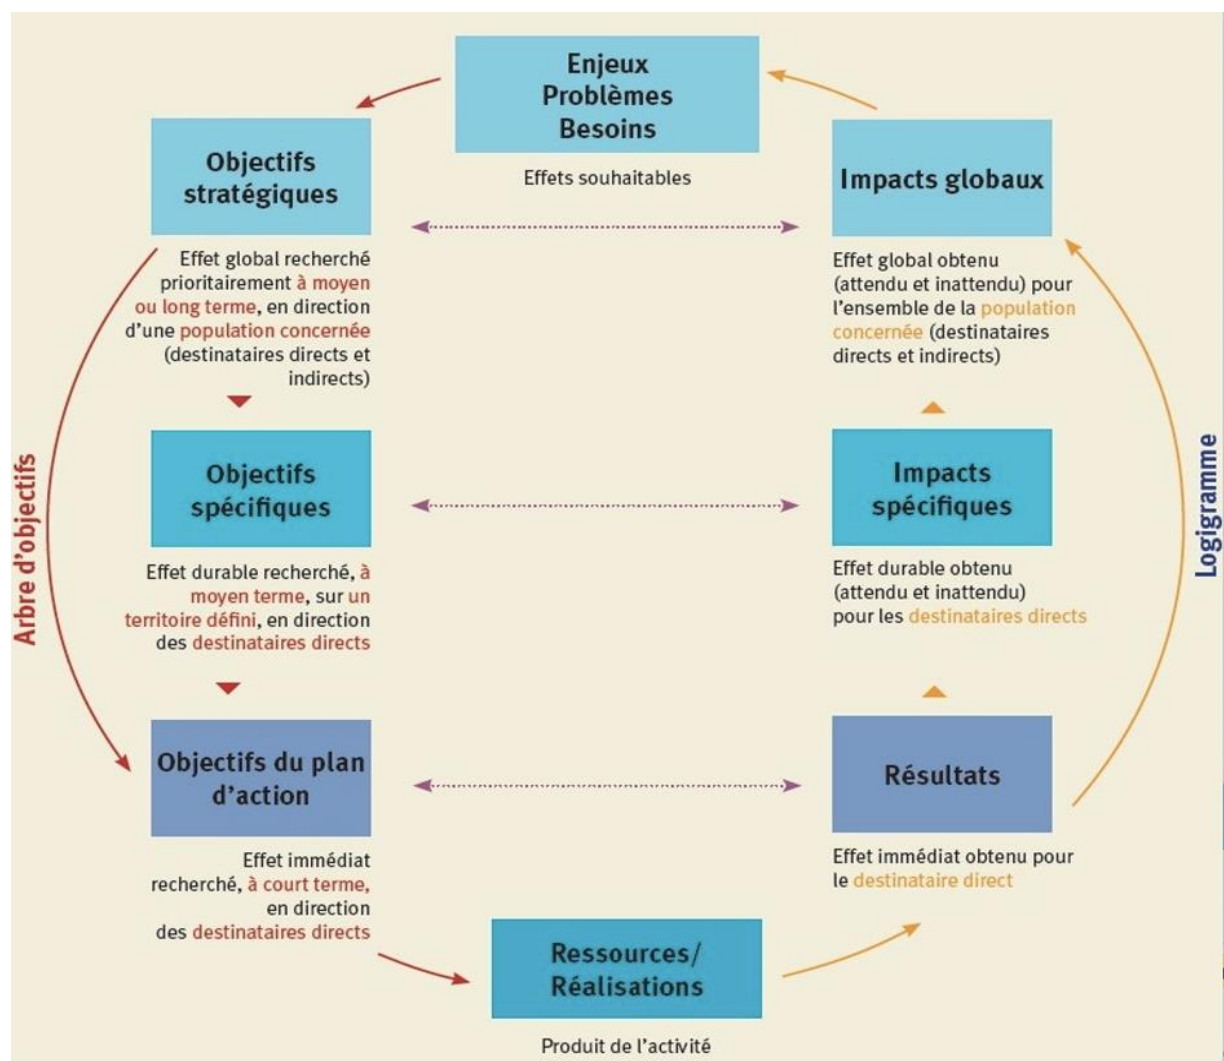 Enjeux
Problèmes
Besoins
Effets souhaitables
Objectifs
stratégiques
Effet global recherché
prioritairement à moyen
ou long terme, en direction
d'une population concernée
(destinataires directs et
indirects)
Impacts globaux
Effet global obtenu
(attendu et inattendu) pour
l'ensemble de la population
concernée (destinataires
directs et indirects)
Arbre d'objectifs
Objectifs
spécifiques
Effet durable recherché, à
moyen terme, sur un
territoire défini, en direction
des destinataires directs
Impacts
spécifiques
Effet durable obtenu
(attendu et inattendu)
pour les destinataires directs
Logigramme
Objectifs du plan
d'action
Effet immédiat
recherché, à court terme,
en direction
des destinataires directs
Résultats
Effet immédiat obtenu pour
le destinataire direct
Ressources/
Réalisations
Produit de l'activité